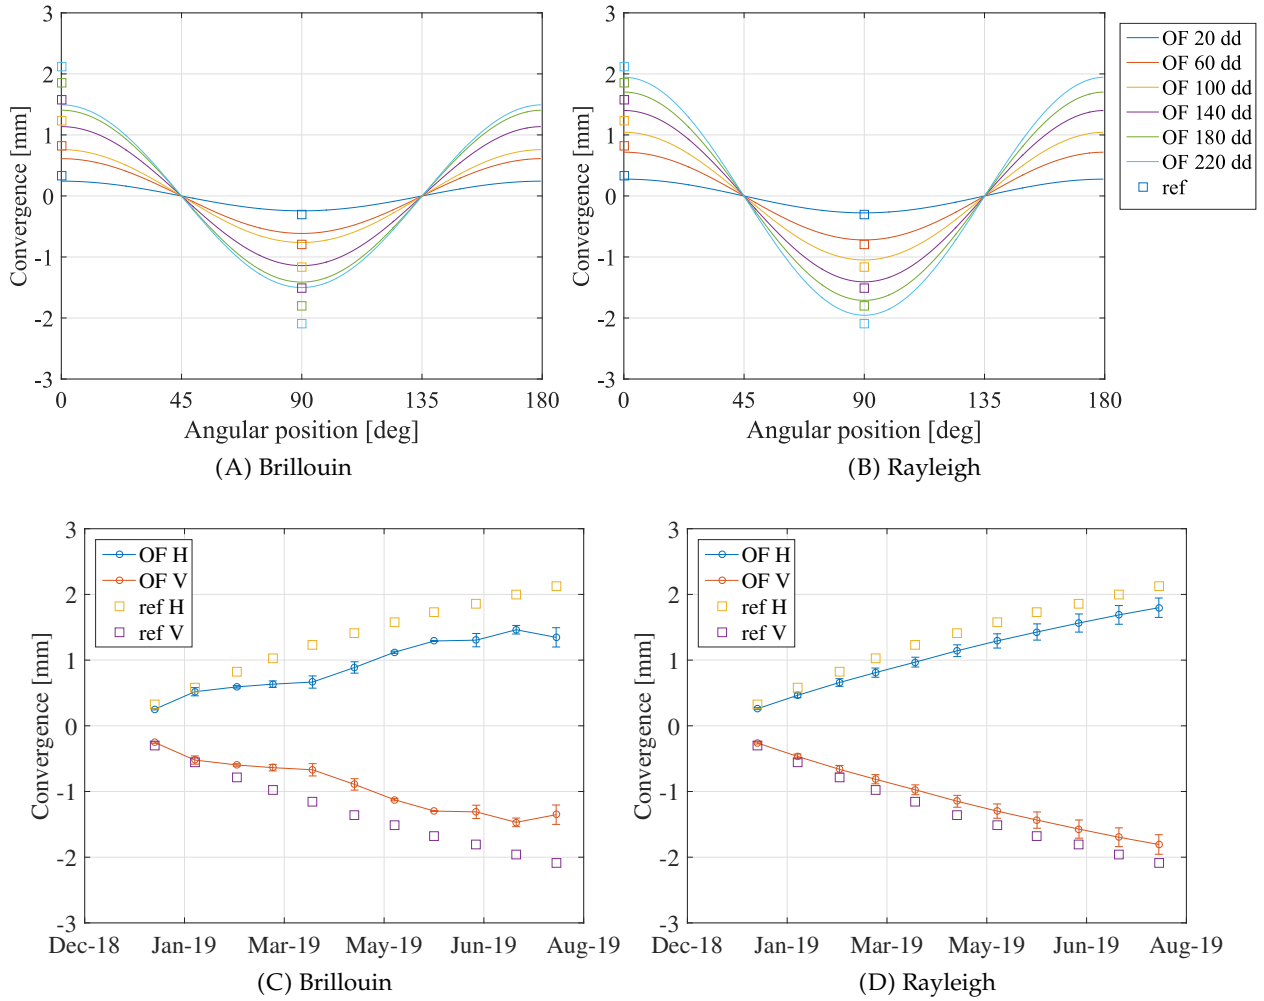 3
2
1
0
-1
-2
-3
Convergence [mm]
0
45
90
135
180
Angular position [deg]
(A) Brillouin
3
2
1
0
-1
-2
-3
Convergence [mm]
0
45
90
135
180
Angular position [deg]
(B) Rayleigh
OF 20 dd
OF 60 dd
OF 100 dd
OF 140 dd
OF 180 dd
OF 220 dd
ref
3
2
1
0
-1
-2
-3
Convergence [mm]
OF H
OF V
ref H
ref V
Dec-18
Jan-19
Mar-19
May-19
Jun-19
Aug-19
(C) Brillouin
3
2
1
0
-1
-2
-3
Convergence [mm]
OF H
OF V
ref H
ref V
Dec-18
Jan-19
Mar-19
May-19
Jun-19
Aug-19
(D) Rayleigh